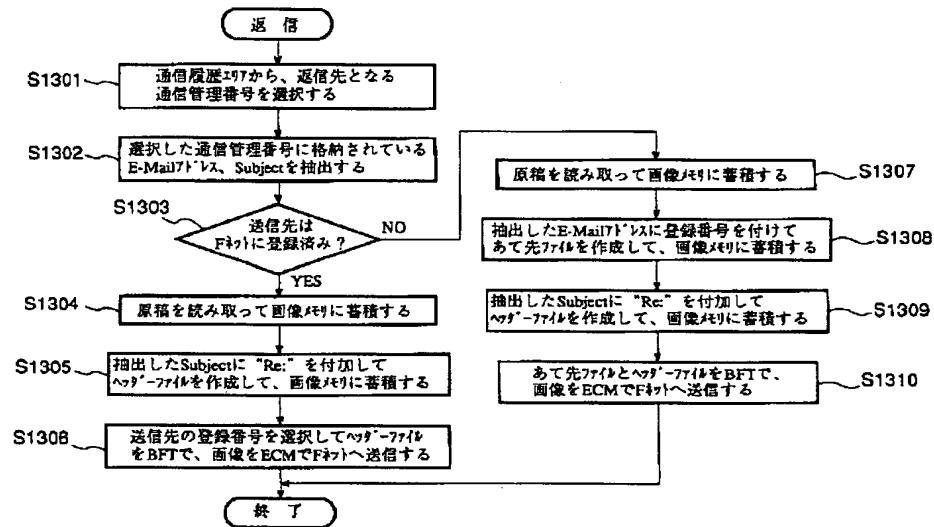 返信
S1301
通信履歴ｴﾘｱから、返信先となる
通信管理番号を選択する
S1302
選択した通信管理番号に格納されている
E-Mailｱﾄﾞﾚｽ、Subjectを抽出する
S1303
送信先は
Fﾈｯﾄに登録済み？
NO
YES
S1304
原稿を読み取って画像ﾒﾓﾘに蓄積する
S1305
抽出したSubjectに “Re:” を付加して
ﾍｯﾀﾞｰﾌｧｲﾙを作成して、画像ﾒﾓﾘに蓄積する
S1306
送信先の登録番号を選択してﾍｯﾀﾞｰﾌｧｲﾙ
をBFTで、画像をECMでFﾈｯﾄへ送信する
原稿を読み取って画像ﾒﾓﾘに蓄積する
S1307
抽出したE-Mailｱﾄﾞﾚｽに登録番号を付けて
あて先ﾌｧｲﾙを作成して、画像ﾒﾓﾘに蓄積する
S1308
抽出したSubjectに “Re:” を付加して
ﾍｯﾀﾞｰﾌｧｲﾙを作成して、画像ﾒﾓﾘに蓄積する
S1309
あて先ﾌｧｲﾙとﾍｯﾀﾞｰﾌｧｲﾙをBFTで、
画像をECMでFﾈｯﾄへ送信する
S1310
終了